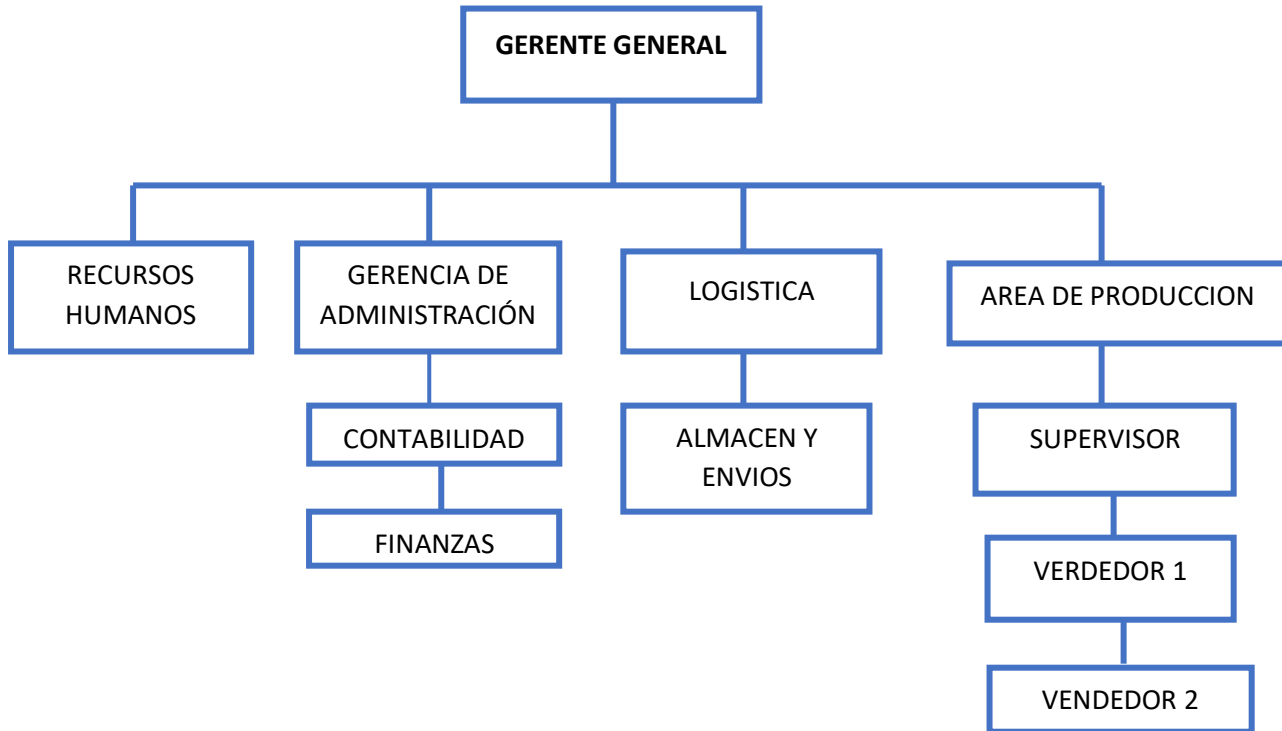 GERENTE GENERAL
RECURSOS
HUMANOS
GERENCIA DE
ADMINISTRACIÓN
LOGISTICA
AREA DE PRODUCCION
CONTABILIDAD
ALMACEN Y
ENVIOS
SUPERVISOR
FINANZAS
VERDEDOR 1
VENDEDOR 2